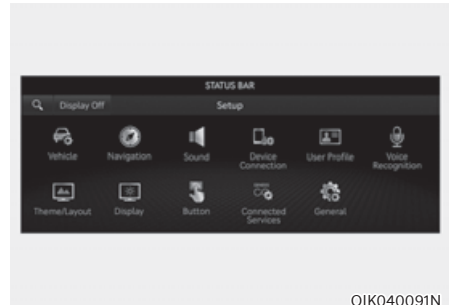 STATUS BAR
Display Off
Setup
Vehicle
Navigation
Sound
Device
Connection
User Profile
Voice
Recognition
Theme/Layout
Display
Button
Connected
Services
General
OIK040091N